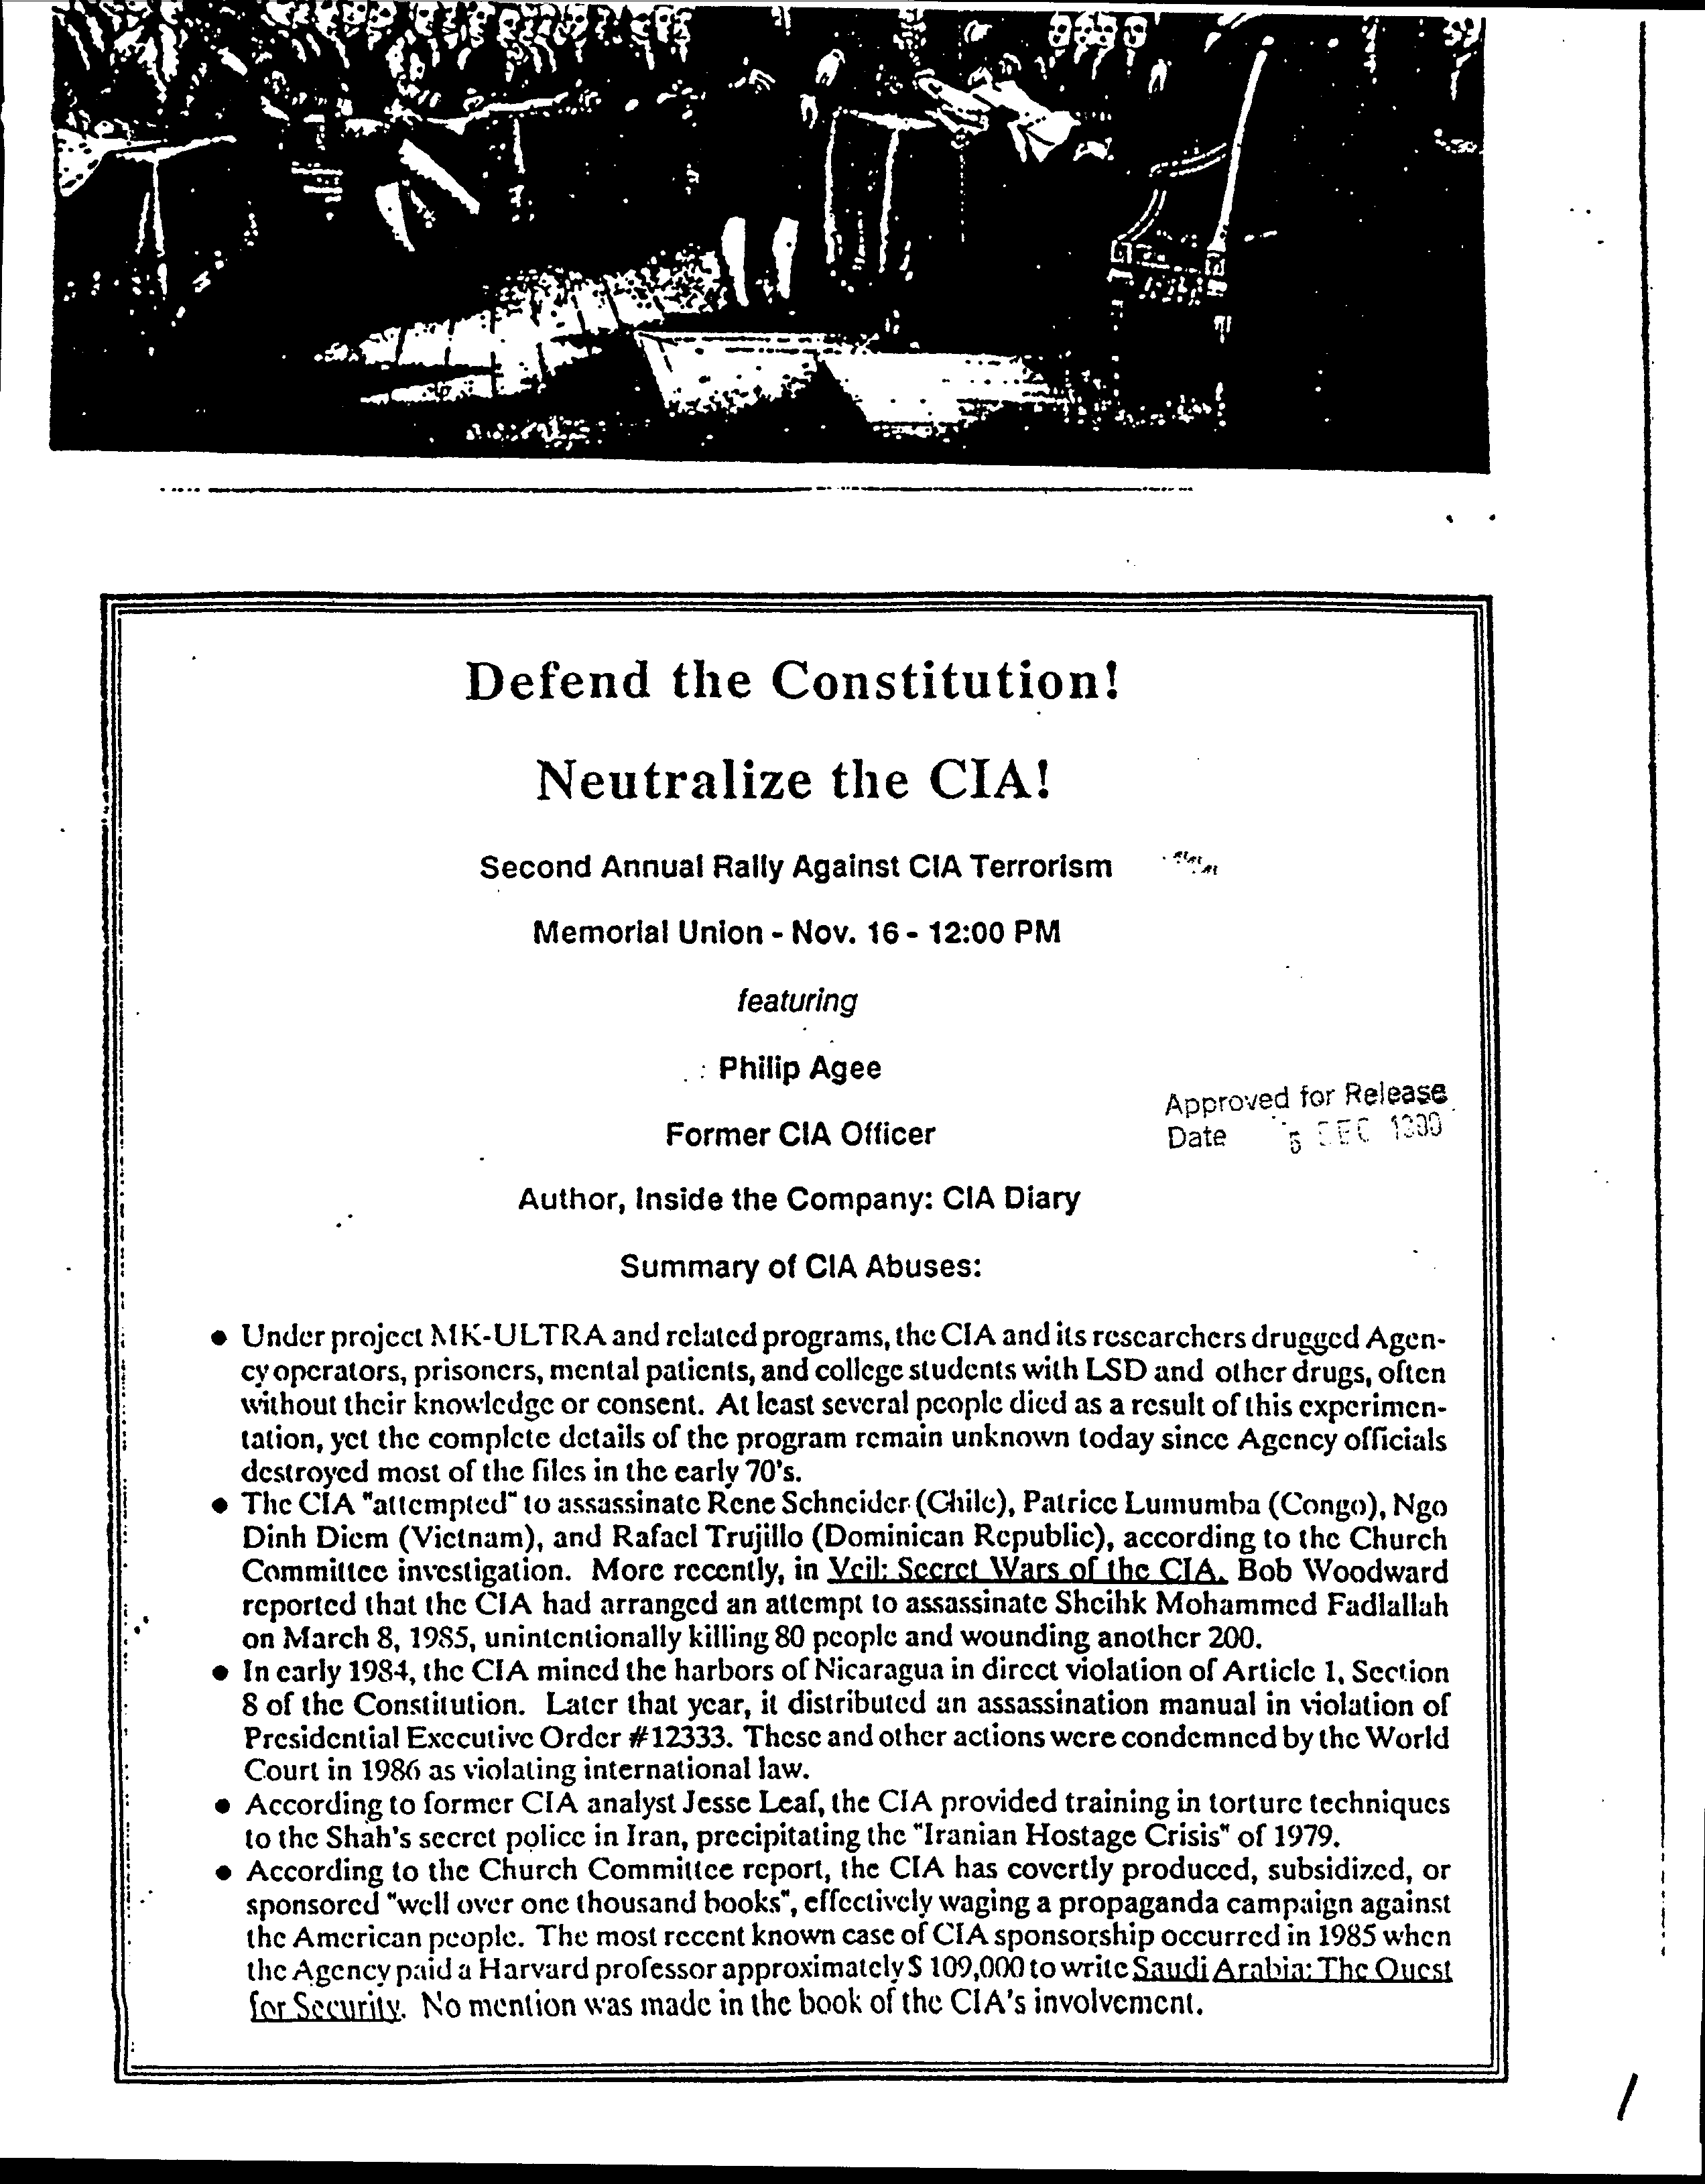 Defend the Constitution!
Neutralize the CIA!
Second Annual Rally Against CIA Terrorism
Memorial Union - Nov. 16 - 12:00 PM
featuring
Philip Agee
Approved for Release
Former CIA Officer
Date 5 DEC
Author, Inside the Company: CIA Diary
Summary of CIA Abuses:
● Under project MK-ULTRA and related programs, the CIA and its researchers drugged Agen-
cy operators, prisoners, mental patients, and college students with LSD and other drugs, often
without their knowledge or consent. At least several people died as a result of this experimen-
tation, yet the complete details of the program remain unknown today since Agency officials
destroyed most of the files in the early 70's.
● The CIA "attempted" to assassinate Rene Schneider (Chile), Patrice Lumumba (Congo), Ngo
Dinh Diem (Vietnam), and Rafael Trujillo (Dominican Republic), according to the Church
Committee investigation. More recently, in Veil: Secret Wars of the CIA, Bob Woodward
reported that the CIA had arranged an attempt to assassinate Sheihk Mohammed Fadlallah
on March 8, 1985, unintentionally killing 80 people and wounding another 200.
● In early 1984, the CIA mined the harbors of Nicaragua in direct violation of Article 1, Section
8 of the Constitution. Later that year, it distributed an assassination manual in violation of
Presidential Executive Order #12333. These and other actions were condemned by the World
Court in 1986 as violating international law.
● According to former CIA analyst Jesse Leaf, the CIA provided training in torture techniques
to the Shah's secret police in Iran, precipitating the "Iranian Hostage Crisis" of 1979.
● According to the Church Committee report, the CIA has covertly produced, subsidized, or
sponsored "well over one thousand books", effectively waging a propaganda campaign against
the American people. The most recent known case of CIA sponsorship occurred in 1985 when
the Agency paid a Harvard professor approximately $ 109,000 to write Saudi Arabia: The Quest
for Security. No mention was made in the book of the CIA's involvement.